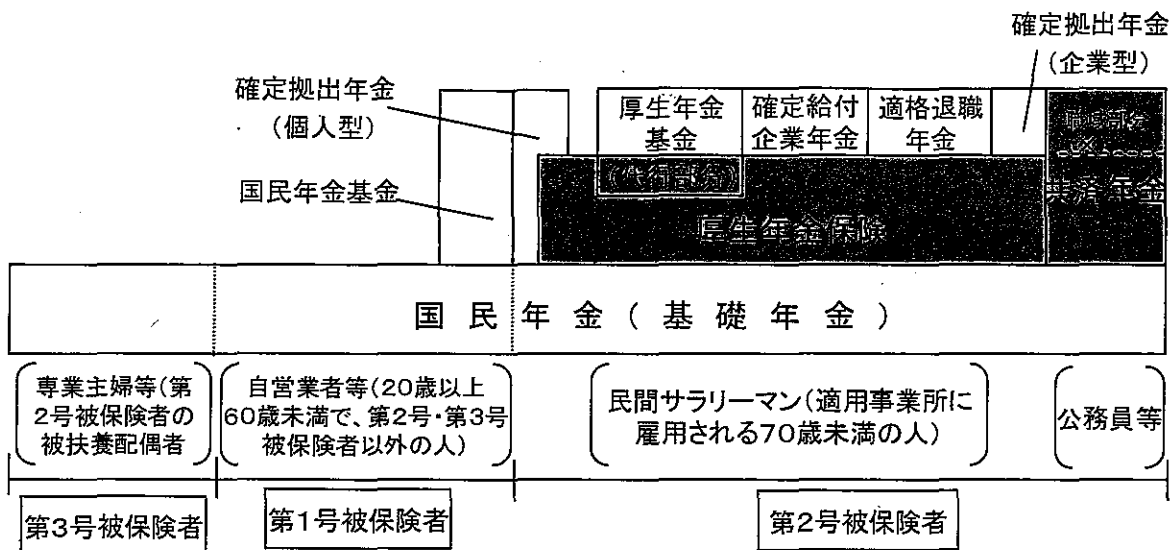 確定拠出年金
(企業型)
確定拠出年金
(個人型)
国民年金基金
厚生年金
基金
確定給付
企業年金
適格退職
年金
職域部分
(代行部分)
共済年金
厚生年金保険
国民年金(基礎年金)
専業主婦等(第
2号被保険者の
被扶養配偶者
自営業者等(20歳以上
60歳未満で、第2号・第3号
被保険者以外の人)
民間サラリーマン(適用事業所に
雇用される70歳未満の人)
公務員等
第3号被保険者
第1号被保険者
第2号被保険者